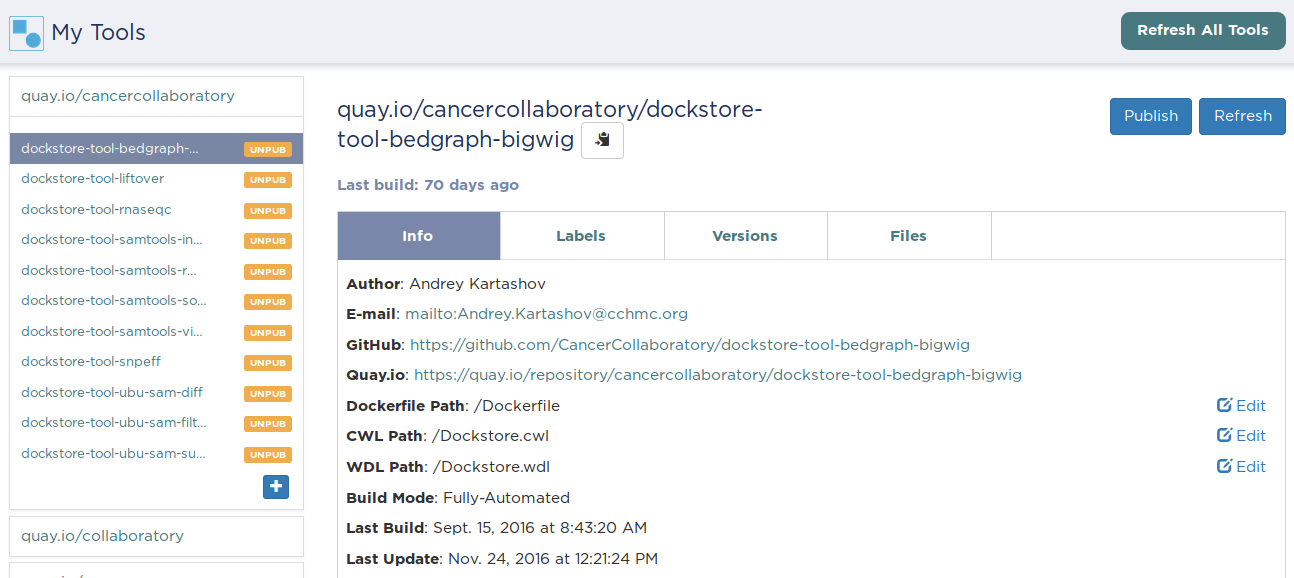 My Tools
Refresh All Tools
quay.io/cancercollaboratory
dockstore-tool-bedgraph-... UNPUB
dockstore-tool-liftover UNPUB
dockstore-tool-rnaseqc UNPUB
dockstore-tool-samtools-in... UNPUB
dockstore-tool-samtools-r... UNPUB
dockstore-tool-samtools-so... UNPUB
dockstore-tool-samtools-vi... UNPUB
dockstore-tool-snpeff UNPUB
dockstore-tool-ubu-sam-diff UNPUB
dockstore-tool-ubu-sam-filt... UNPUB
dockstore-tool-ubu-sam-su... UNPUB
quay.io/collaboratory
quay.io/cancercollaboratory/dockstore-
tool-bedgraph-bigwig
Publish Refresh
Last build: 70 days ago
Info Labels Versions Files
Author: Andrey Kartashov
E-mail: mailto:Andrey.Kartashov@cchmc.org
GitHub: https://github.com/CancerCollaboratory/dockstore-tool-bedgraph-bigwig
Quay.io: https://quay.io/repository/cancercollaboratory/dockstore-tool-bedgraph-bigwig
Dockerfile Path: /Dockerfile Edit
CWL Path: /Dockstore.cwl Edit
WDL Path: /Dockstore.wdl Edit
Build Mode: Fully-Automated
Last Build: Sept. 15, 2016 at 8:43:20 AM
Last Update: Nov. 24, 2016 at 12:21:24 PM